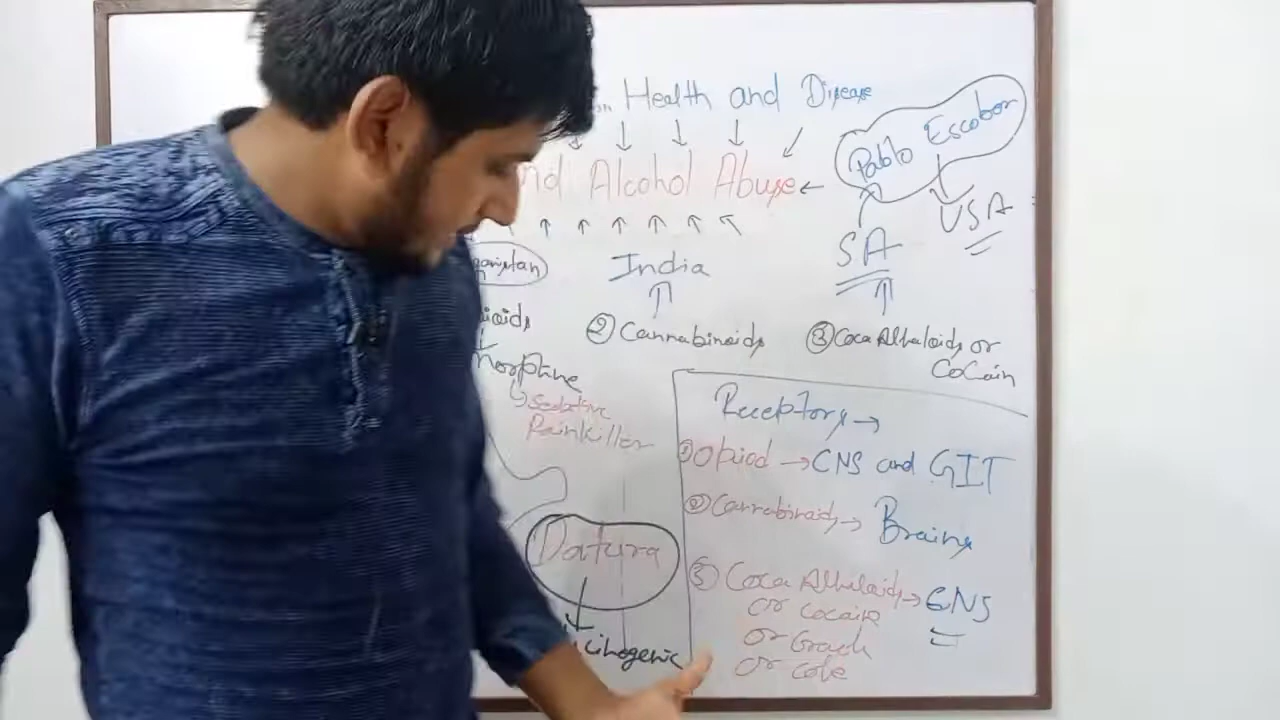 Health and Disease
Alcohol Abuse ←
Pablo Escobar
USA
SA
India
② Cannabinoids
③ Coca Alkaloids or
CoCain
Morphine
Sedative
Painkiller
Datura
Receptors →
① Opiod → CNS and GIT
② Cannabinoids → Brain
③ Coca Alkaloids → CNS
or Cocaine
or Crack
or Coke